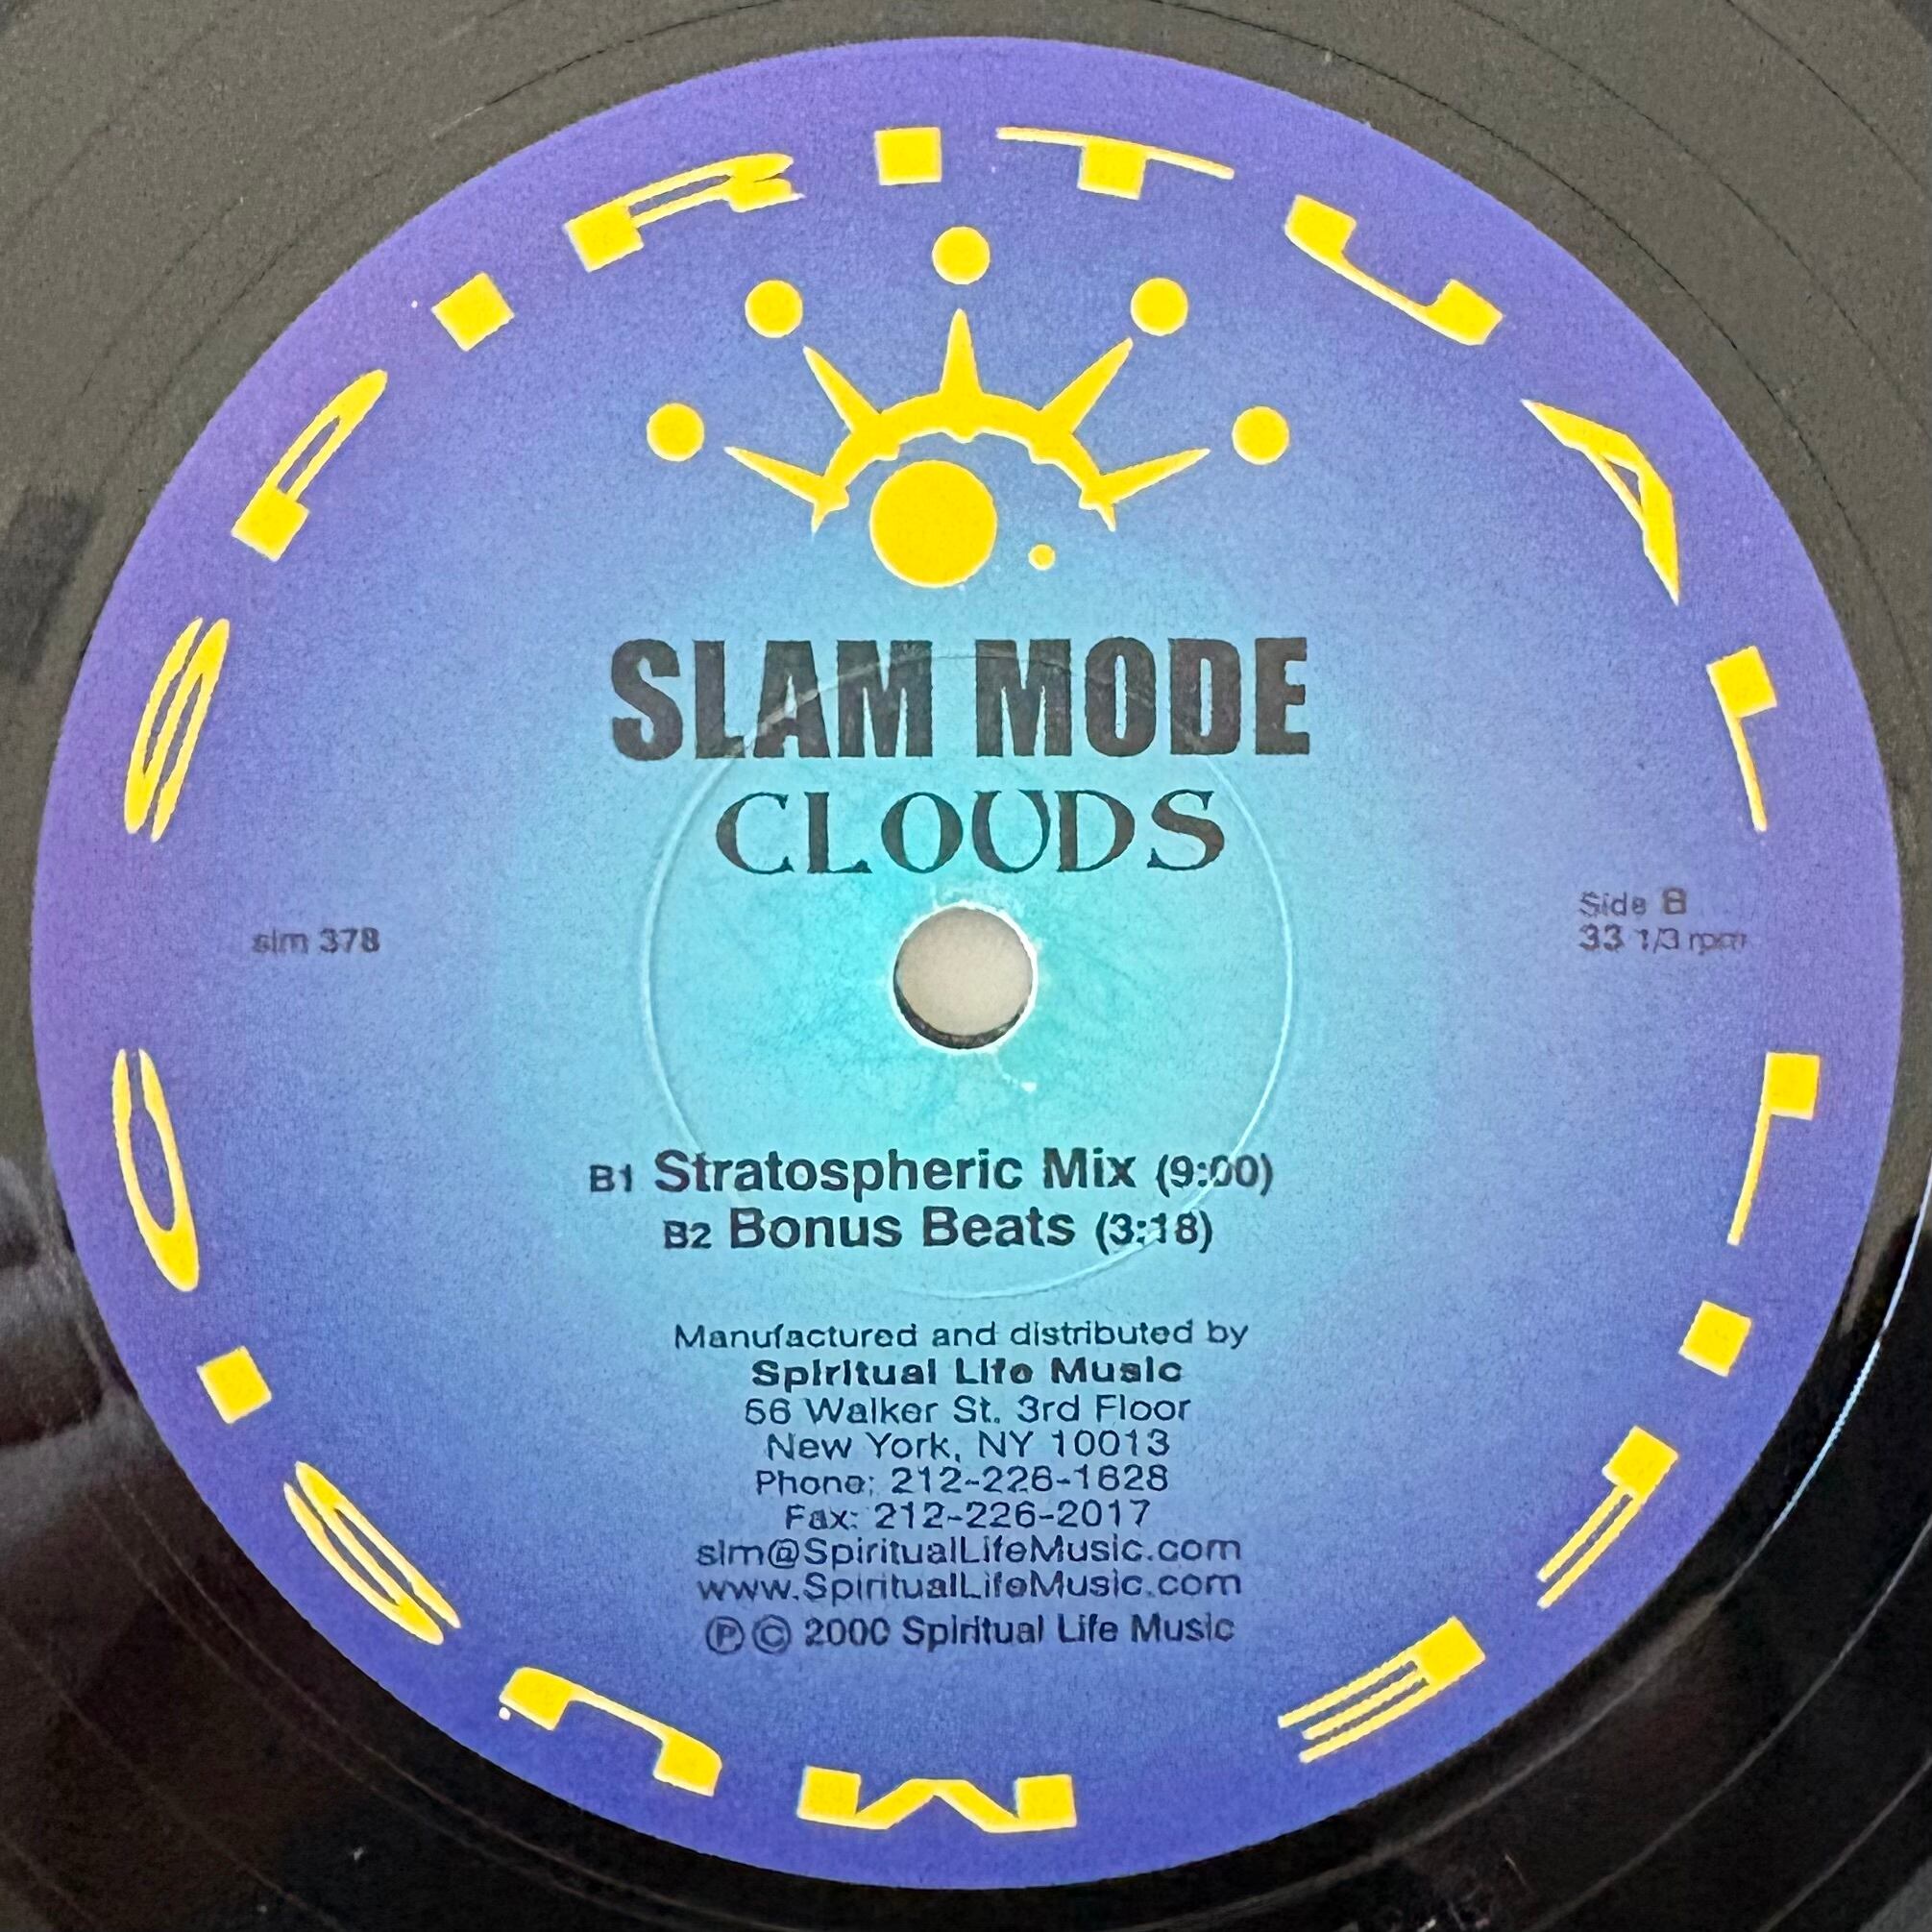 SPIRITUAL LIFE MUSIC
SLAM MODE
CLOUDS
slm 378
Side B
33 1/3 rpm
B1 Stratospheric Mix (9:00)
B2 Bonus Beats (3:18)
Manufactured and distributed by
Spiritual Life Music
56 Walker St. 3rd Floor
New York, NY 10013
Phone: 212-226-1628
Fax: 212-226-2017
slm@SpiritualLifeMusic.com
www.SpiritualLifeMusic.com
Ⓟ © 2000 Spiritual Life Music